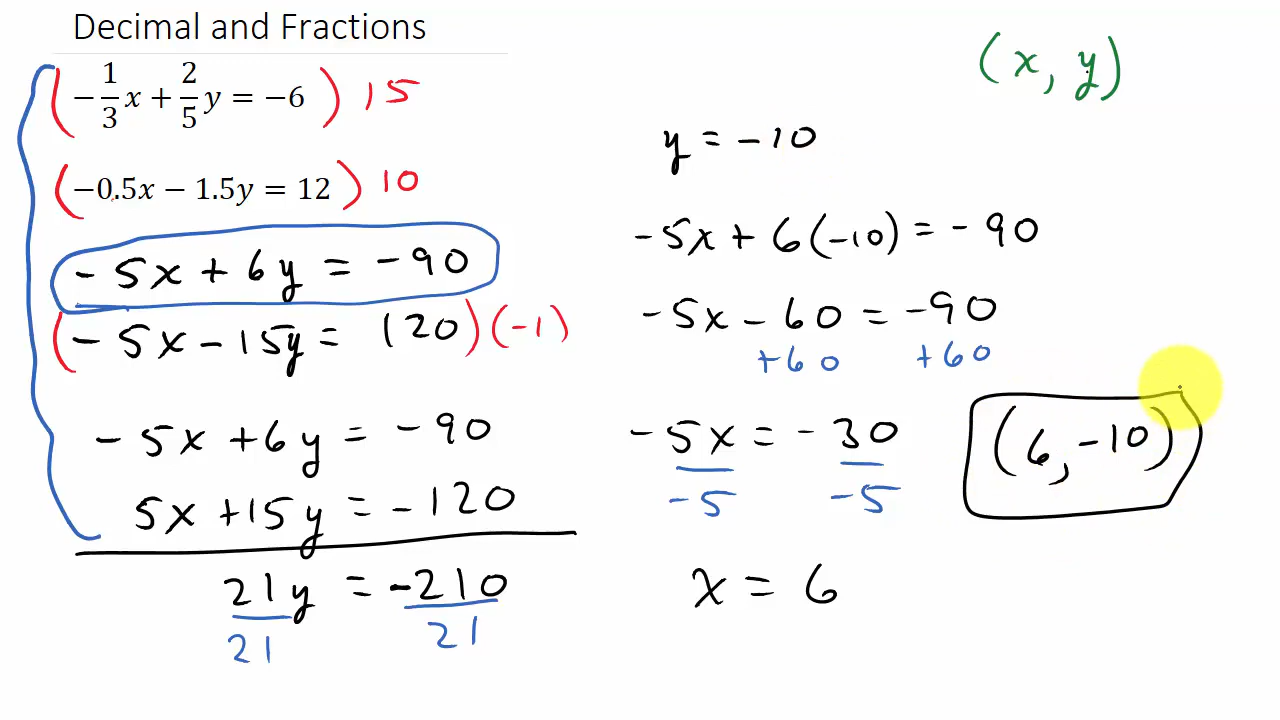 Decimal and Fractions
(-1/3x + 2/5y = -6) 15
(-0.5x - 1.5y = 12) 10
-5x + 6y = -90
(-5x - 15y = 120)(-1)
-5x + 6y = -90
5x + 15y = -120
21y = -210
21 21
(x, y)
y = -10
-5x + 6(-10) = -90
-5x - 60 = -90
+60 +60
-5x = -30
-5 -5
x = 6
(6, -10)